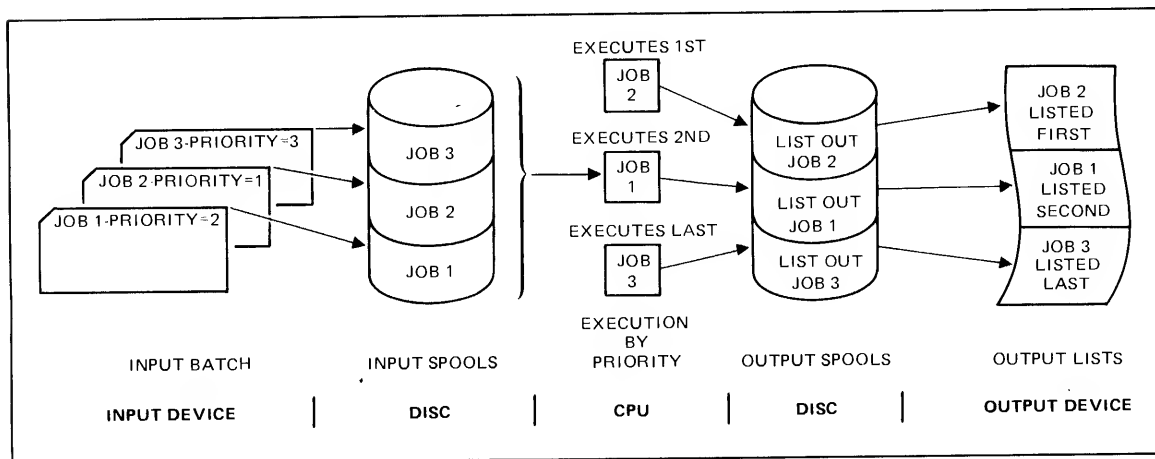 JOB 3-PRIORITY=3
JOB 2-PRIORITY=1
JOB 1-PRIORITY=2
INPUT BATCH
INPUT DEVICE
JOB 3
JOB 2
JOB 1
INPUT SPOOLS
DISC
EXECUTES 1ST
JOB
2
EXECUTES 2ND
JOB
1
EXECUTES LAST
JOB
3
EXECUTION
BY
PRIORITY
CPU
LIST OUT
JOB 2
LIST OUT
JOB 1
LIST OUT
JOB 3
OUTPUT SPOOLS
DISC
JOB 2
LISTED
FIRST
JOB 1
LISTED
SECOND
JOB 3
LISTED
LAST
OUTPUT LISTS
OUTPUT DEVICE